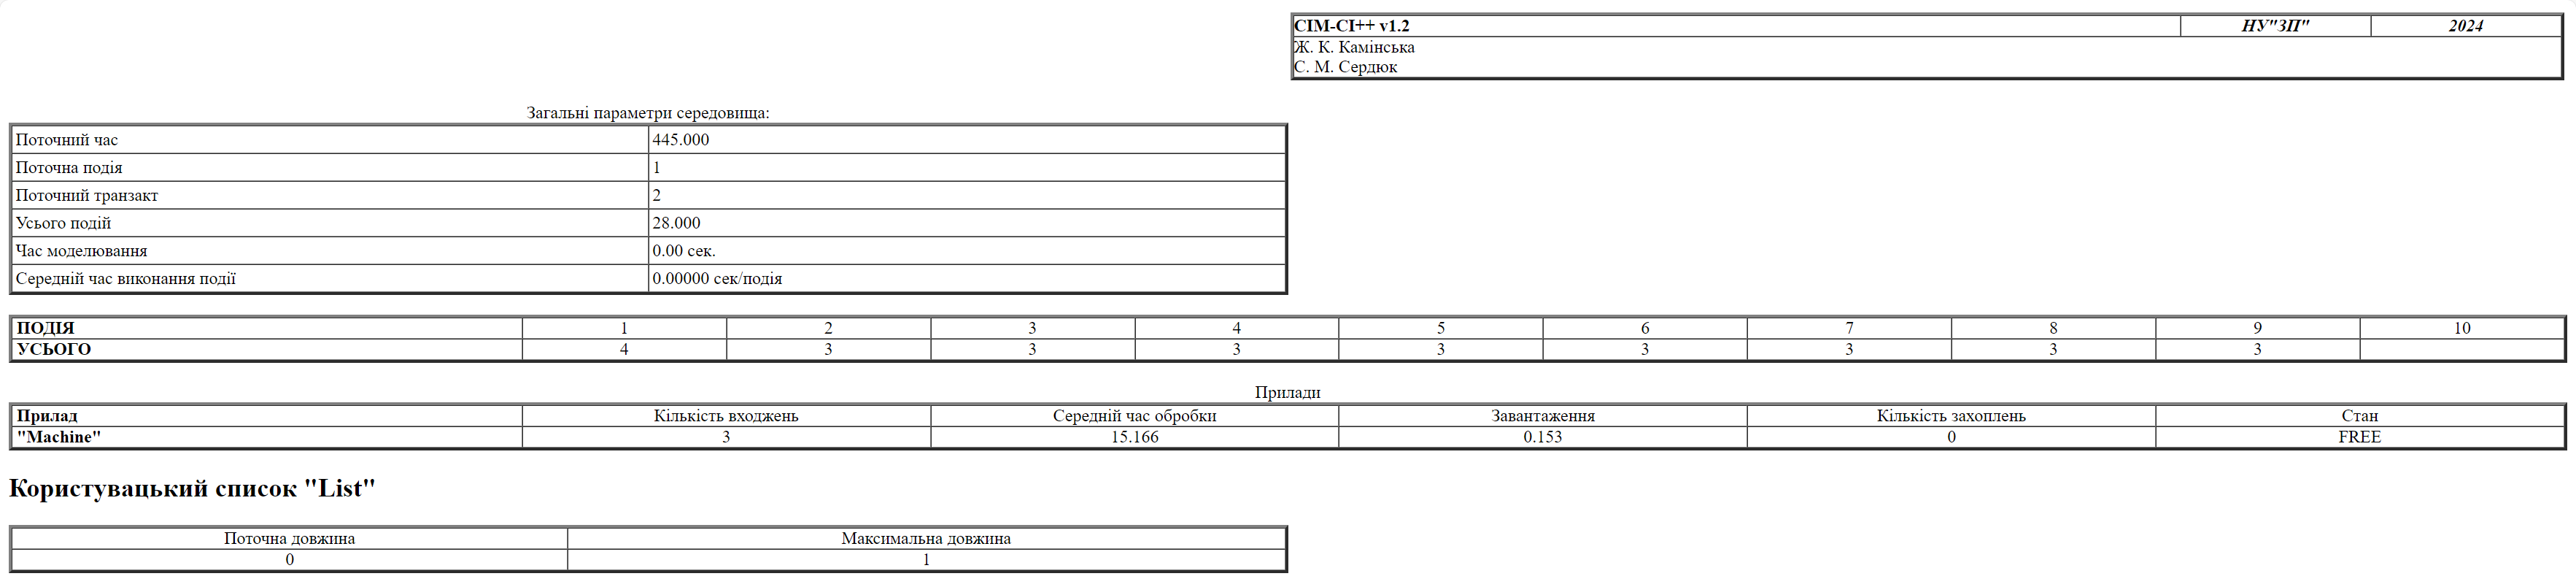 СІМ-СІ++ v1.2 НУ"ЗП" 2024
Ж. К. Камінська
С. М. Сердюк
Загальні параметри середовища:
Поточний час 445.000
Поточна подія 1
Поточний транзакт 2
Усього подій 28.000
Час моделювання 0.00 сек.
Середній час виконання події 0.00000 сек/подія
ПОДІЯ 1 2 3 4 5 6 7 8 9 10
УСЬОГО 4 3 3 3 3 3 3 3 3
Прилади
Прилад Кількість входжень Середній час обробки Завантаження Кількість захоплень Стан
"Machine" 3 15.166 0.153 0 FREE
Користувацький список "List"
Поточна довжина Максимальна довжина
0 1